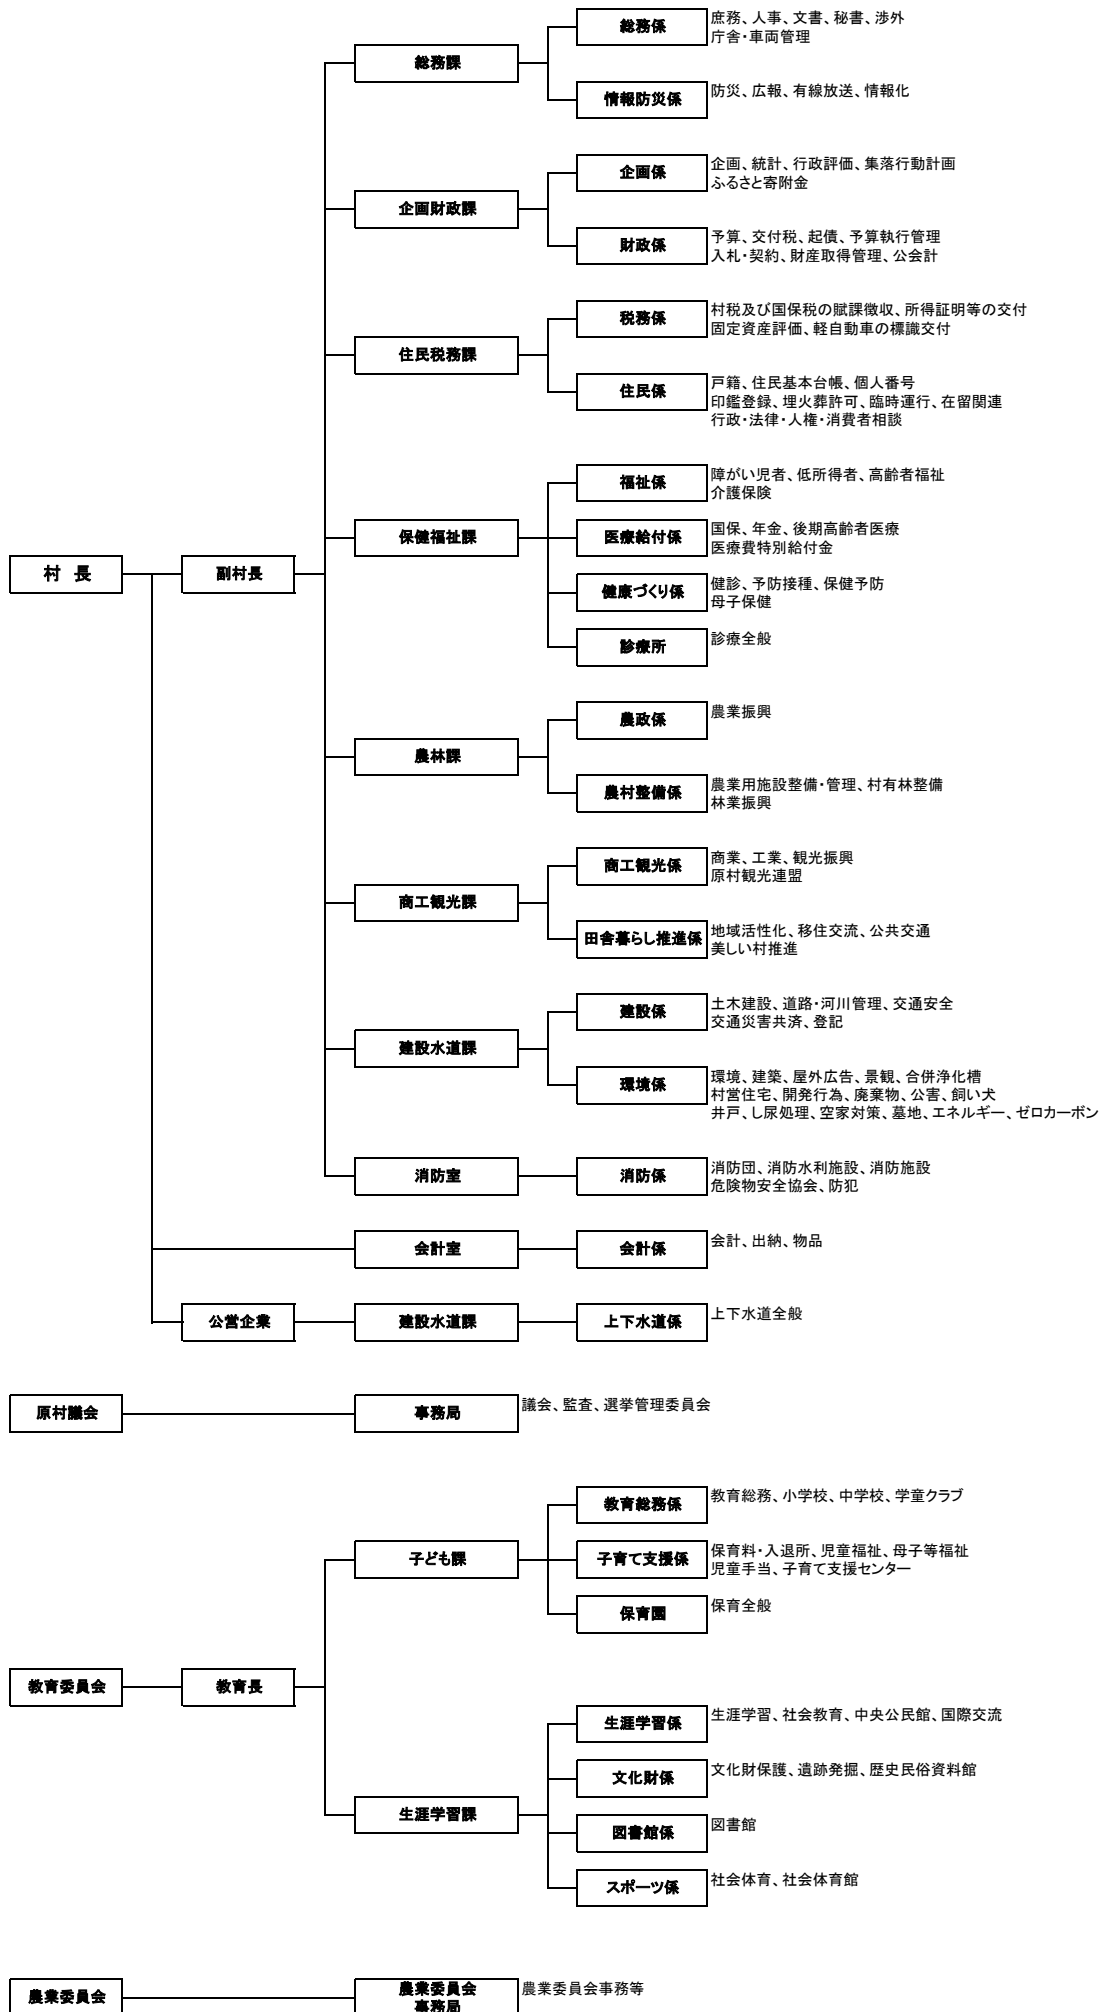 総務係
庶務、人事、文書、秘書、渉外
庁舎・車両管理
総務課
情報防災係
防災、広報、有線放送、情報化
企画係
企画、統計、行政評価、集落行動計画
ふるさと寄附金
企画財政課
財政係
予算、交付税、起債、予算執行管理
入札・契約、財産取得管理、公会計
税務係
村税及び国保税の賦課徴収、所得証明等の交付
固定資産評価、軽自動車の標識交付
住民税務課
住民係
戸籍、住民基本台帳、個人番号
印鑑登録、埋火葬許可、臨時運行、在留関連
行政・法律・人権・消費者相談
福祉係
障がい児者、低所得者、高齢者福祉
介護保険
保健福祉課
医療給付係
国保、年金、後期高齢者医療
医療費特別給付金
村　長
副村長
健康づくり係
健診、予防接種、保健予防
母子保健
診療所
診療全般
農政係
農業振興
農林課
農村整備係
農業用施設整備・管理、村有林整備
林業振興
商工観光係
商業、工業、観光振興
原村観光連盟
商工観光課
田舎暮らし推進係
地域活性化、移住交流、公共交通
美しい村推進
建設係
土木建設、道路・河川管理、交通安全
交通災害共済、登記
建設水道課
環境係
環境、建築、屋外広告、景観、合併浄化槽
村営住宅、開発行為、廃棄物、公害、飼い犬
井戸、し尿処理、空家対策、墓地、エネルギー、ゼロカーボン
消防室
消防係
消防団、消防水利施設、消防施設
危険物安全協会、防犯
会計室
会計係
会計、出納、物品
公営企業
建設水道課
上下水道係
上下水道全般
原村議会
事務局
議会、監査、選挙管理委員会
教育総務係
教育総務、小学校、中学校、学童クラブ
子ども課
子育て支援係
保育料・入退所、児童福祉、母子等福祉
児童手当、子育て支援センター
保育園
保育全般
教育委員会
教育長
生涯学習係
生涯学習、社会教育、中央公民館、国際交流
文化財係
文化財保護、遺跡発掘、歴史民俗資料館
生涯学習課
図書館係
図書館
スポーツ係
社会体育、社会体育館
農業委員会
農業委員会
事務局
農業委員会事務等